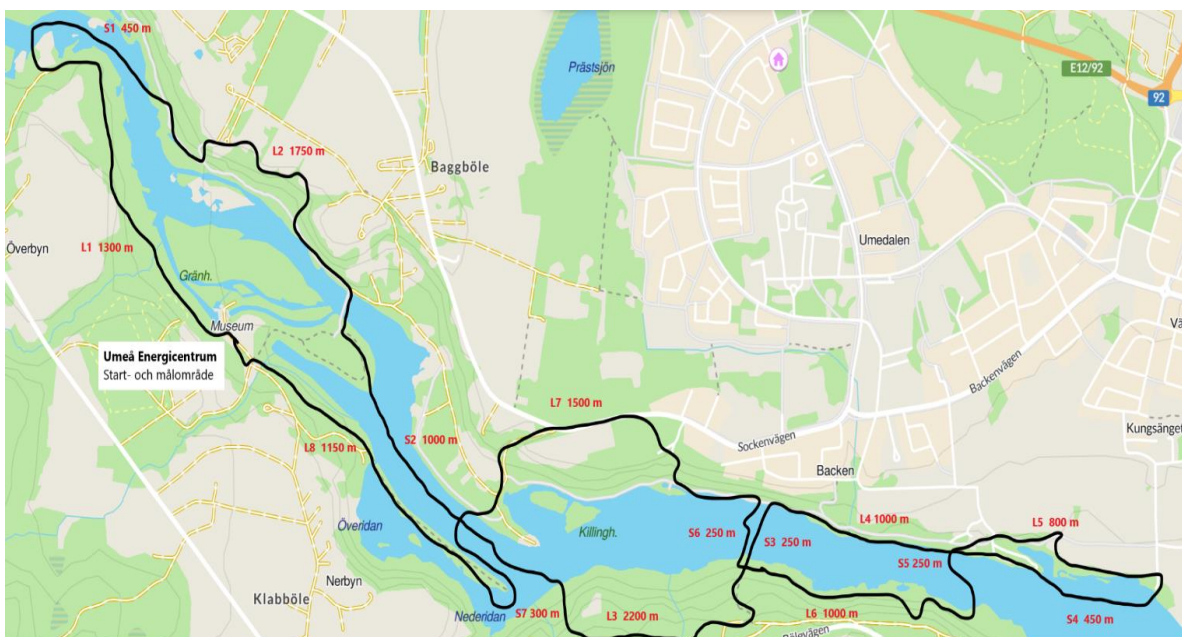 S1 450 m
Prästsjön
E12/92
92
L2 1750 m
Baggböle
Överbyn
L1 1300 m
Umedalen
Gränh.
Museum
Umeå Energicentrum
Start- och målområde
Backenvägen
Vä
L7 1500 m
S2 1000 m
Sockenvägen
Kungsänget
L8 1150 m
Backen
Överidan
Killingh.
L4 1000 m
L5 800 m
S6 250 m
S3 250 m
S5 250 m
Nerbyn
Klabböle
Nederidan
S7 300 m
L3 2200 m
L6 1000 m
S4 450 m